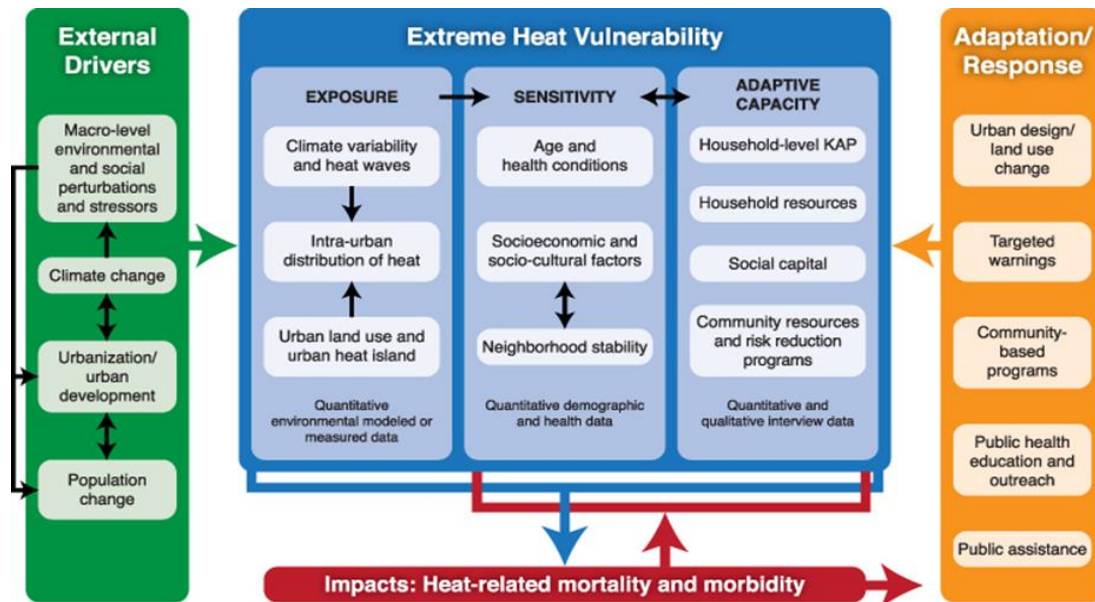 External
Drivers
Macro-level
environmental
and social
perturbations
and stressors
Climate change
Urbanization/
urban
development
Population
change
Extreme Heat Vulnerability
EXPOSURE
Climate variability
and heat waves
Intra-urban
distribution of heat
Urban land use and
urban heat island
Quantitative
environmental modeled or
measured data
SENSITIVITY
Age and
health conditions
Socioeconomic and
socio-cultural factors
Neighborhood stability
Quantitative demographic
and health data
ADAPTIVE
CAPACITY
Household-level KAP
Household resources
Social capital
Community resources
and risk reduction
programs
Quantitative and
qualitative interview data
Impacts: Heat-related mortality and morbidity
Adaptation/
Response
Urban design/
land use
change
Targeted
warnings
Community-
based
programs
Public health
education and
outreach
Public assistance